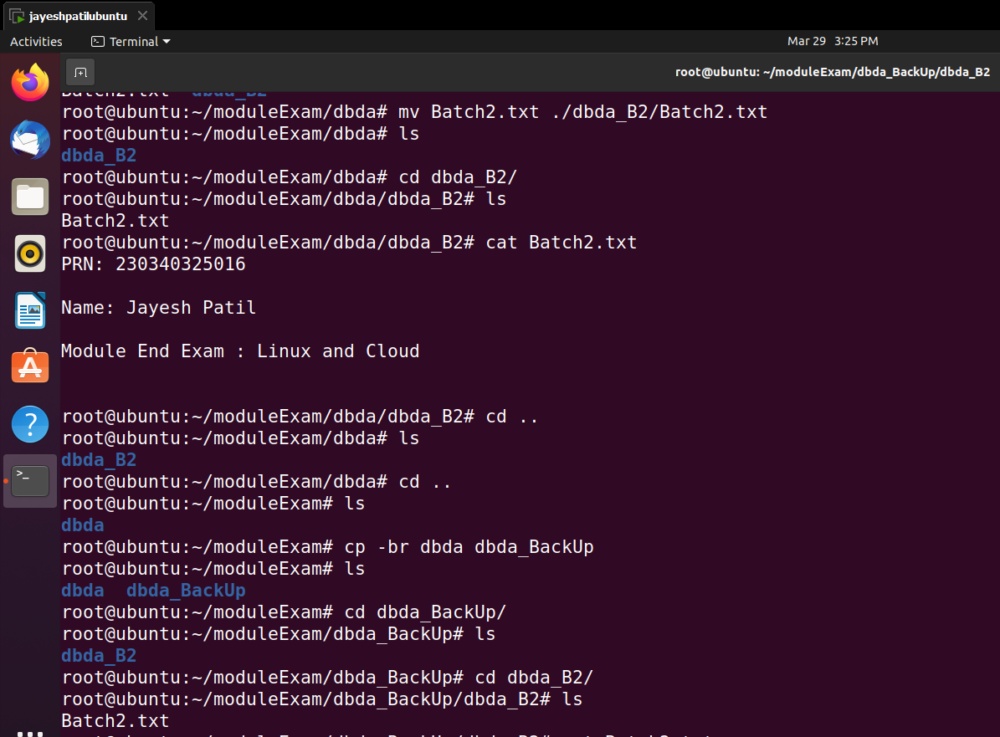 jayeshpatilubuntu
Activities Terminal Mar 29 3:25 PM
root@ubuntu: ~/moduleExam/dbda_BackUp/dbda_B2
Batch2.txt dbda_B2
root@ubuntu:~/moduleExam/dbda# mv Batch2.txt ./dbda_B2/Batch2.txt
root@ubuntu:~/moduleExam/dbda# ls
dbda_B2
root@ubuntu:~/moduleExam/dbda# cd dbda_B2/
root@ubuntu:~/moduleExam/dbda/dbda_B2# ls
Batch2.txt
root@ubuntu:~/moduleExam/dbda/dbda_B2# cat Batch2.txt
PRN: 230340325016
Name: Jayesh Patil
Module End Exam : Linux and Cloud
root@ubuntu:~/moduleExam/dbda/dbda_B2# cd ..
root@ubuntu:~/moduleExam/dbda# ls
dbda_B2
root@ubuntu:~/moduleExam/dbda# cd ..
root@ubuntu:~/moduleExam# ls
dbda
root@ubuntu:~/moduleExam# cp -br dbda dbda_BackUp
root@ubuntu:~/moduleExam# ls
dbda dbda_BackUp
root@ubuntu:~/moduleExam# cd dbda_BackUp/
root@ubuntu:~/moduleExam/dbda_BackUp# ls
dbda_B2
root@ubuntu:~/moduleExam/dbda_BackUp# cd dbda_B2/
root@ubuntu:~/moduleExam/dbda_BackUp/dbda_B2# ls
Batch2.txt